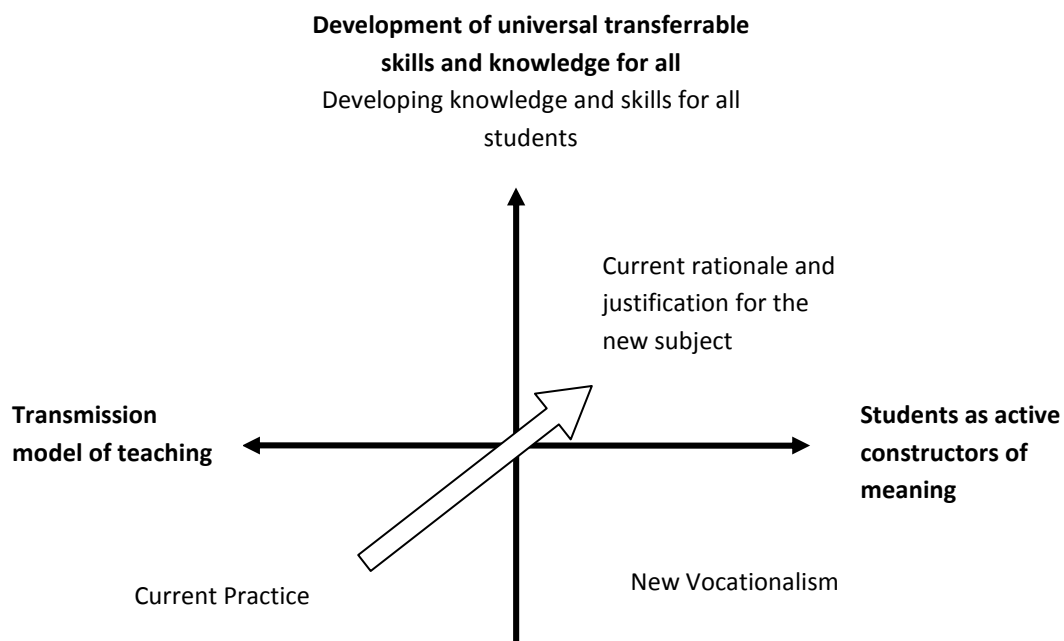 Development of universal transferrable
skills and knowledge for all
Developing knowledge and skills for all
students
Current rationale and
justification for the
new subject
Transmission
model of teaching
Students as active
constructors of
meaning
Current Practice
New Vocationalism